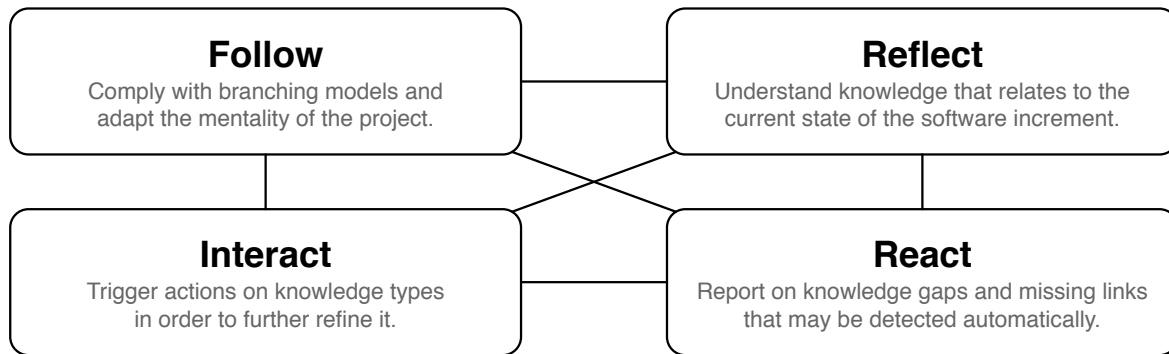 Follow
Comply with branching models and
adapt the mentality of the project.
Reflect
Understand knowledge that relates to the
current state of the software increment.
Interact
Trigger actions on knowledge types
in order to further refine it.
React
Report on knowledge gaps and missing links
that may be detected automatically.